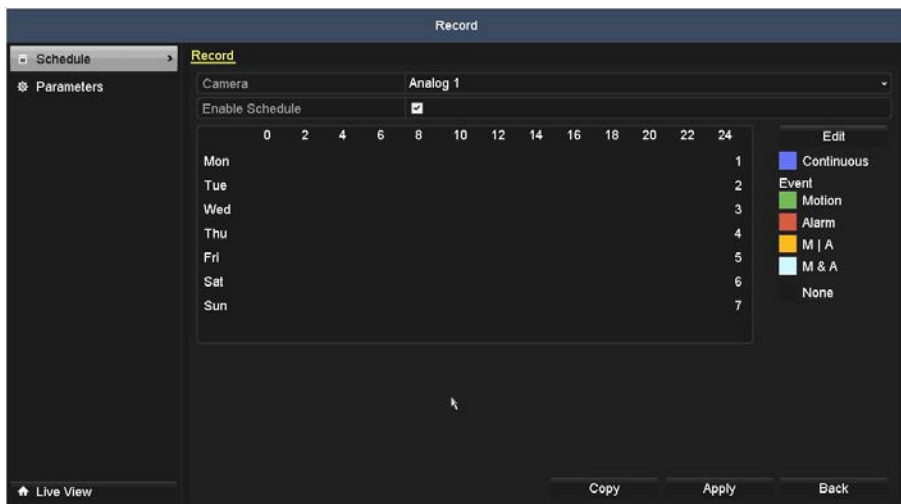 Record
Schedule
Parameters
Record
Camera Analog 1
Enable Schedule
0 2 4 6 8 10 12 14 16 18 20 22 24
Edit
Mon 1
Tue 2
Wed 3
Thu 4
Fri 5
Sat 6
Sun 7
Continuous
Event
Motion
Alarm
M | A
M & A
None
Live View
Copy
Apply
Back